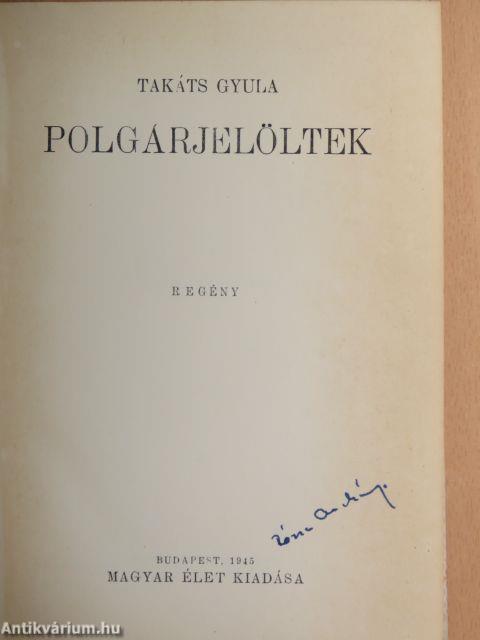 TAKÁTS GYULA
POLGÁRJELÖLTEK
REGÉNY
BUDAPEST, 1945
MAGYAR ÉLET KIADÁSA
Antikvárium.hu